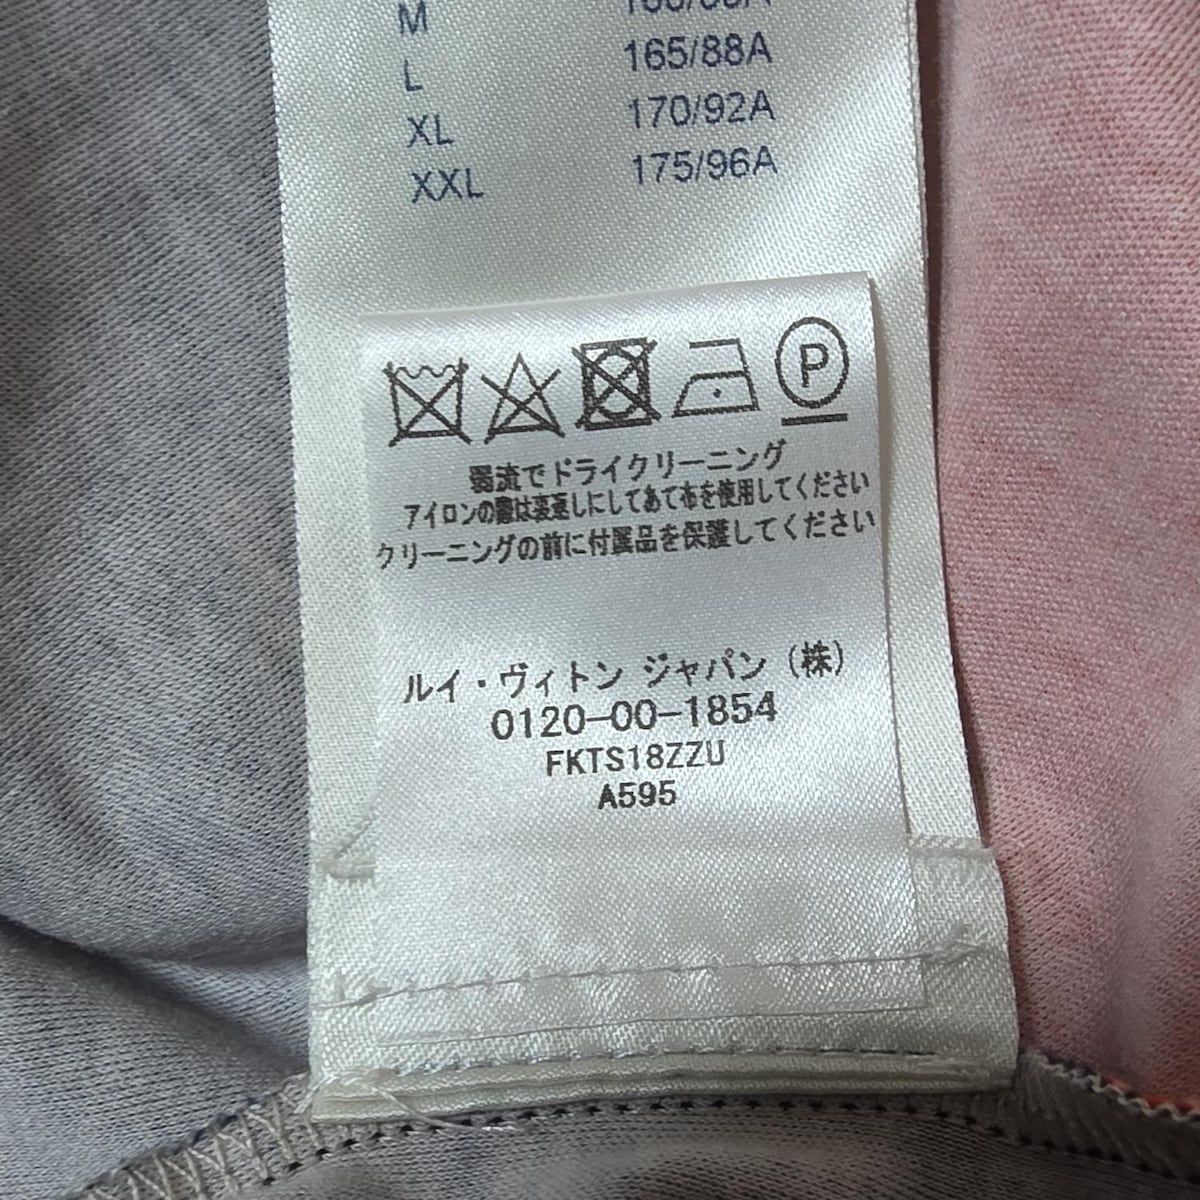 M
L 165/88A
XL 170/92A
XXL 175/96A
P
弱流でドライクリーニング
アイロンの際は裏返しにしてあて布を使用してください
クリーニングの前に付属品を保護してください
ルイ・ヴィトン ジャパン (株)
0120-00-1854
FKTS18ZZU
A595